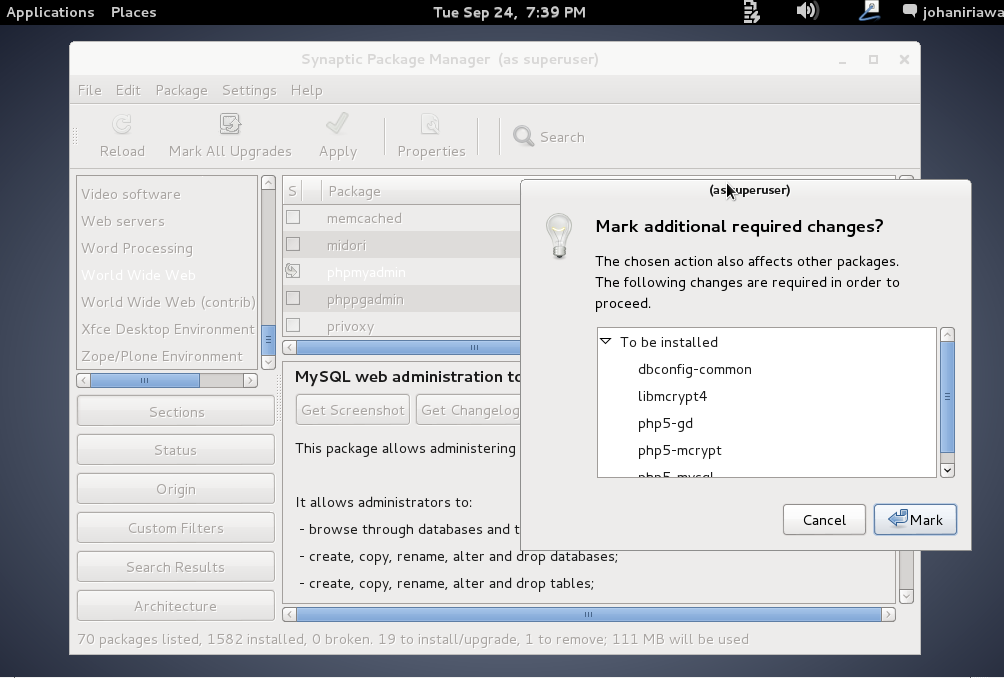 Applications Places Tue Sep 24, 7:39 PM johaniriawa
Synaptic Package Manager (as superuser)
File Edit Package Settings Help
Reload Mark All Upgrades Apply Properties Search
Video software
Web servers
Word Processing
World Wide Web
World Wide Web (contrib)
Xfce Desktop Environment
Zope/Plone Environment
Sections
Status
Origin
Custom Filters
Search Results
Architecture
S Package
memcached
midori
phpmyadmin
phppgadmin
privoxy
MySQL web administration to
Get Screenshot Get Changelog
This package allows administering
It allows administrators to:
- browse through databases and t
- create, copy, rename, alter and drop databases;
- create, copy, rename, alter and drop tables;
(as superuser)
Mark additional required changes?
The chosen action also affects other packages.
The following changes are required in order to
proceed.
To be installed
dbconfig-common
libmcrypt4
php5-gd
php5-mcrypt
php5-mysql
Cancel Mark
70 packages listed, 1582 installed, 0 broken. 19 to install/upgrade, 1 to remove; 111 MB will be used